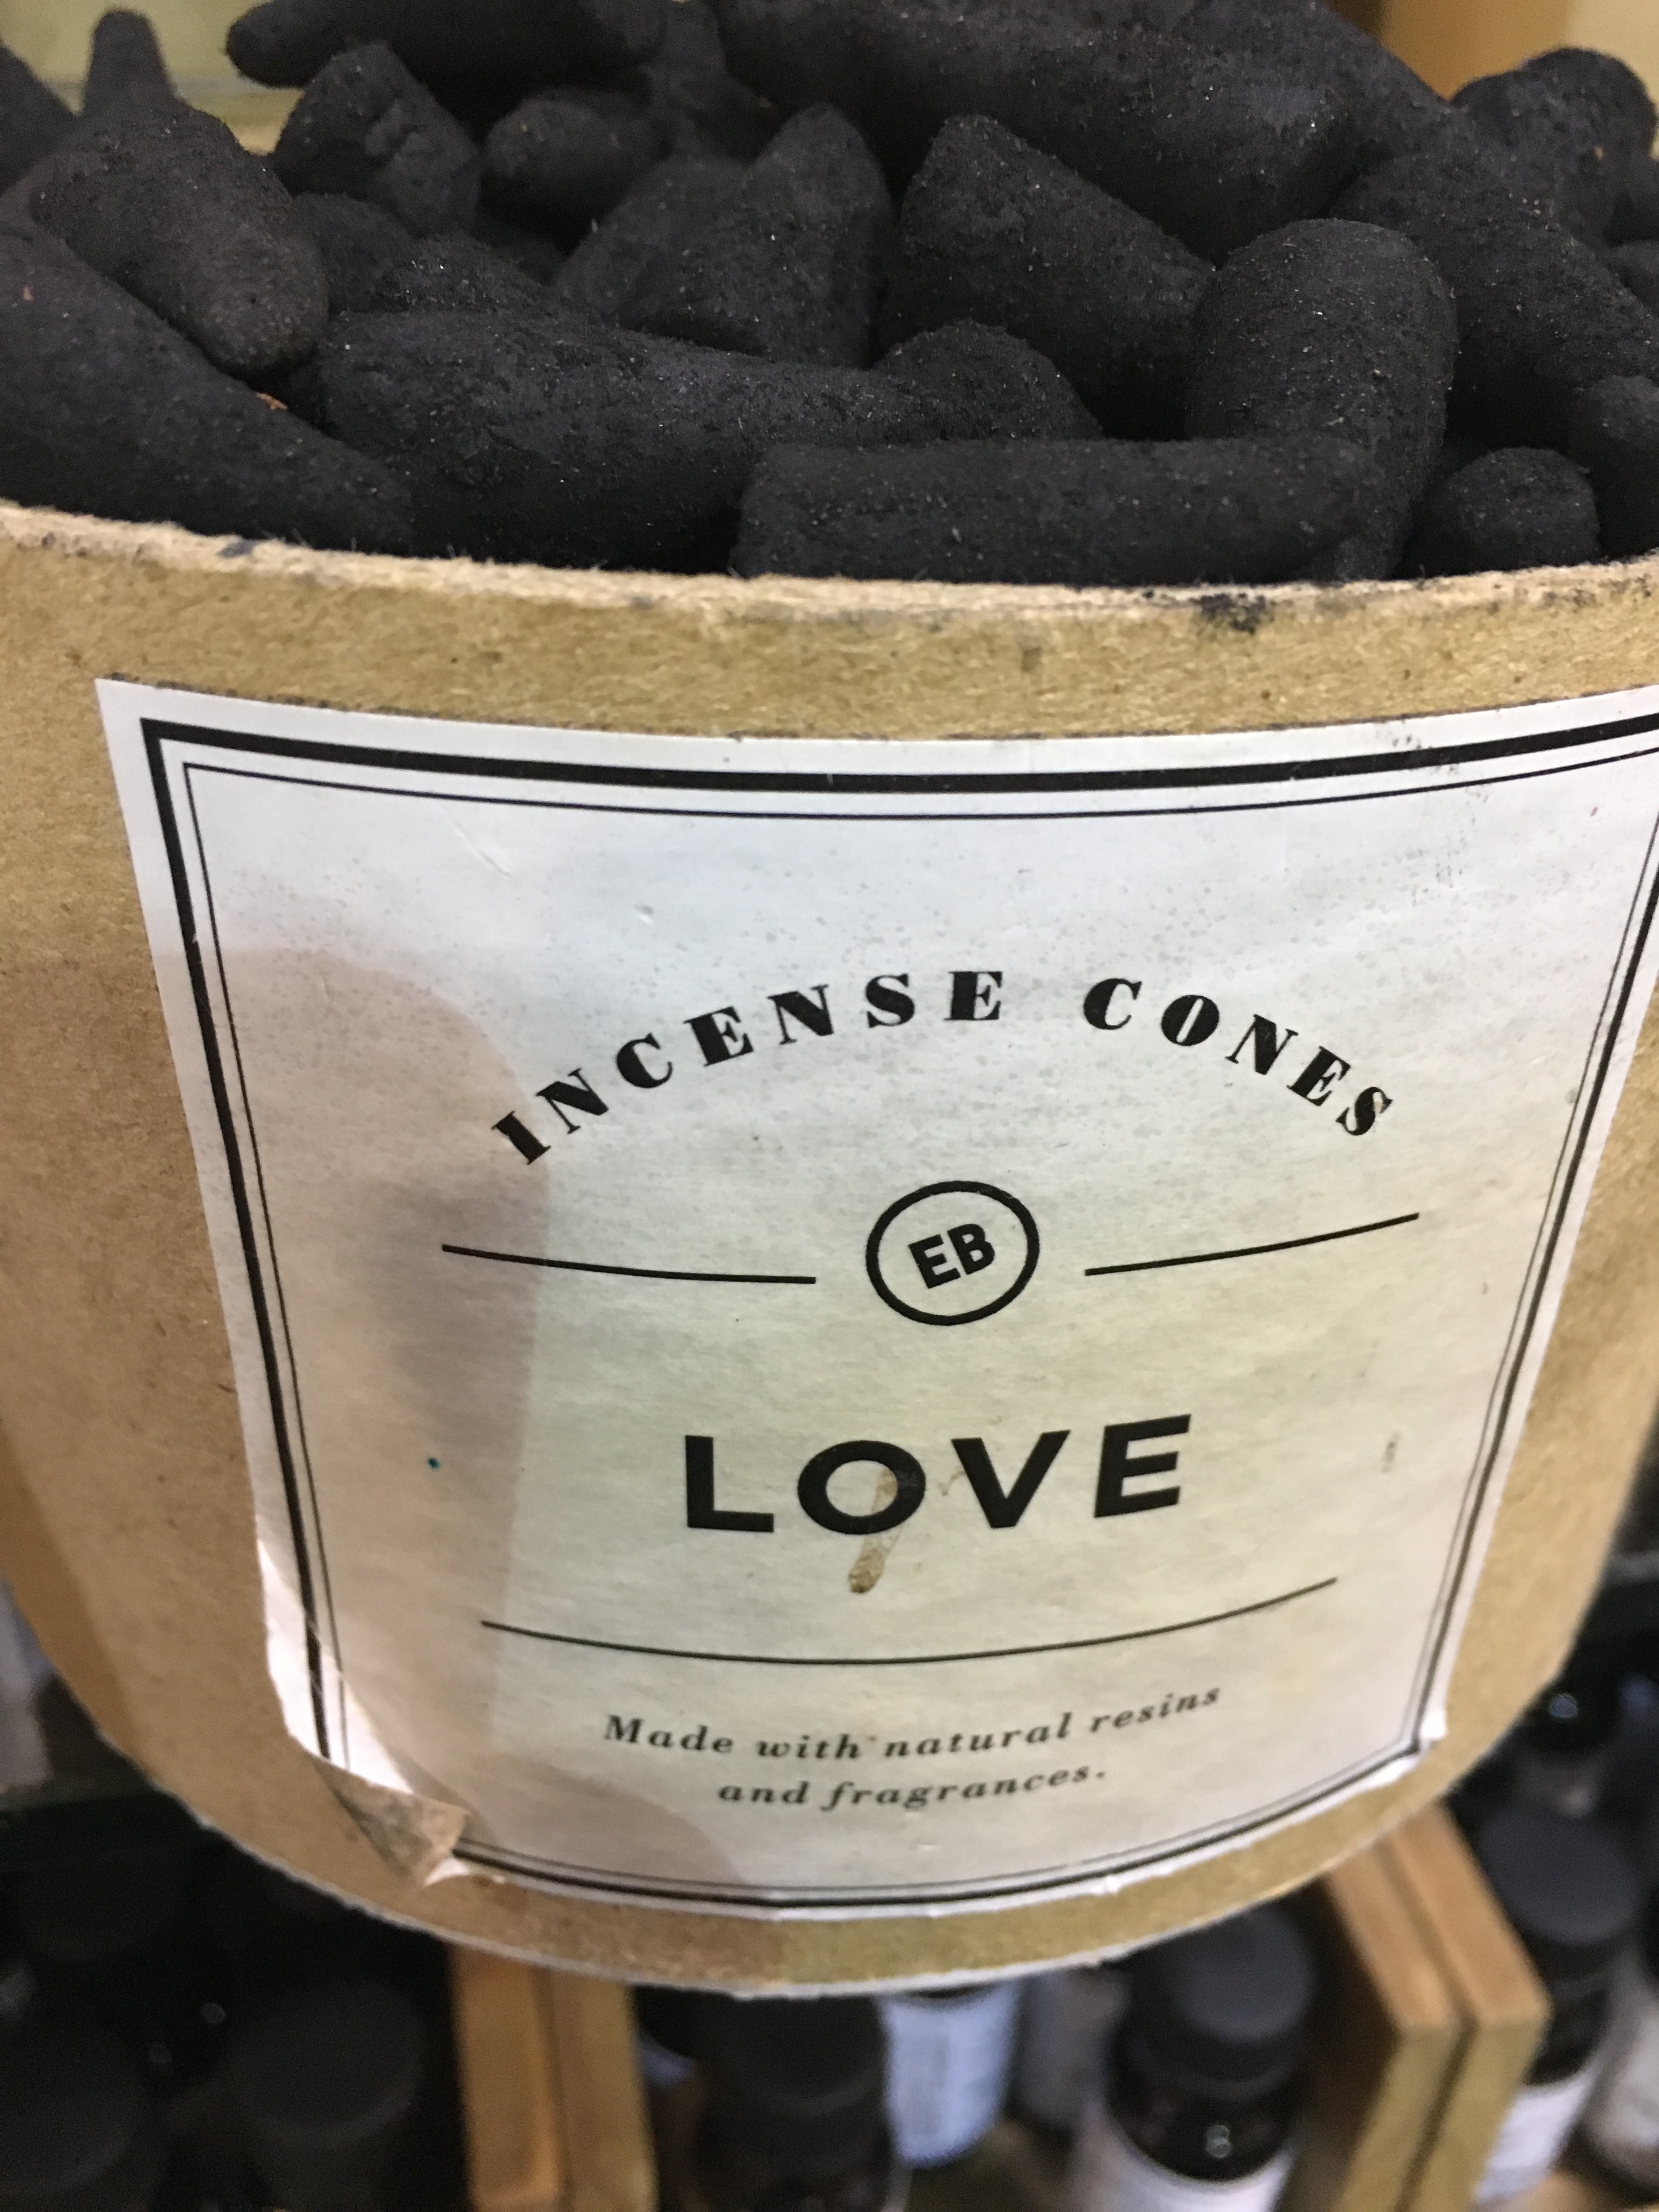 INCENSE CONES
EB
LOVE
Made with natural resins
and fragrances.